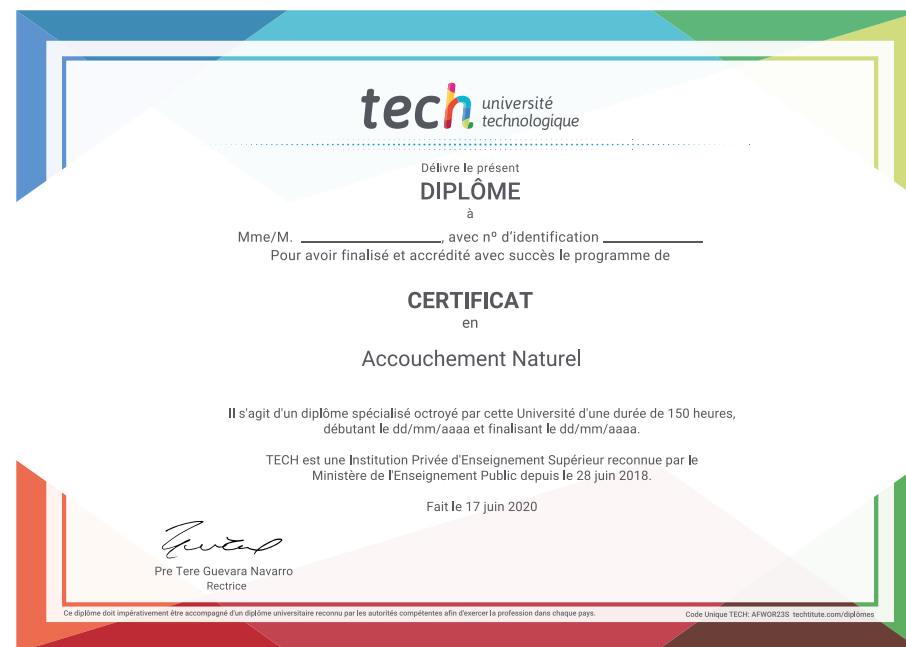 tech université
technologique
Délivre le présent
DIPLÔME
à
Mme/M. ____________________, avec nº d'identification ______________
Pour avoir finalisé et accrédité avec succès le programme de
CERTIFICAT
en
Accouchement Naturel
Il s'agit d'un diplôme spécialisé octroyé par cette Université d'une durée de 150 heures,
débutant le dd/mm/aaaa et finalisant le dd/mm/aaaa.
TECH est une Institution Privée d'Enseignement Supérieur reconnue par le
Ministère de l'Enseignement Public depuis le 28 juin 2018.
Fait le 17 juin 2020
Pre Tere Guevara Navarro
Rectrice
Ce diplôme doit impérativement être accompagné d'un diplôme universitaire reconnu par les autorités compétentes afin d'exercer la profession dans chaque pays.
Code Unique TECH: AFWOR23S techtitute.com/diplômes